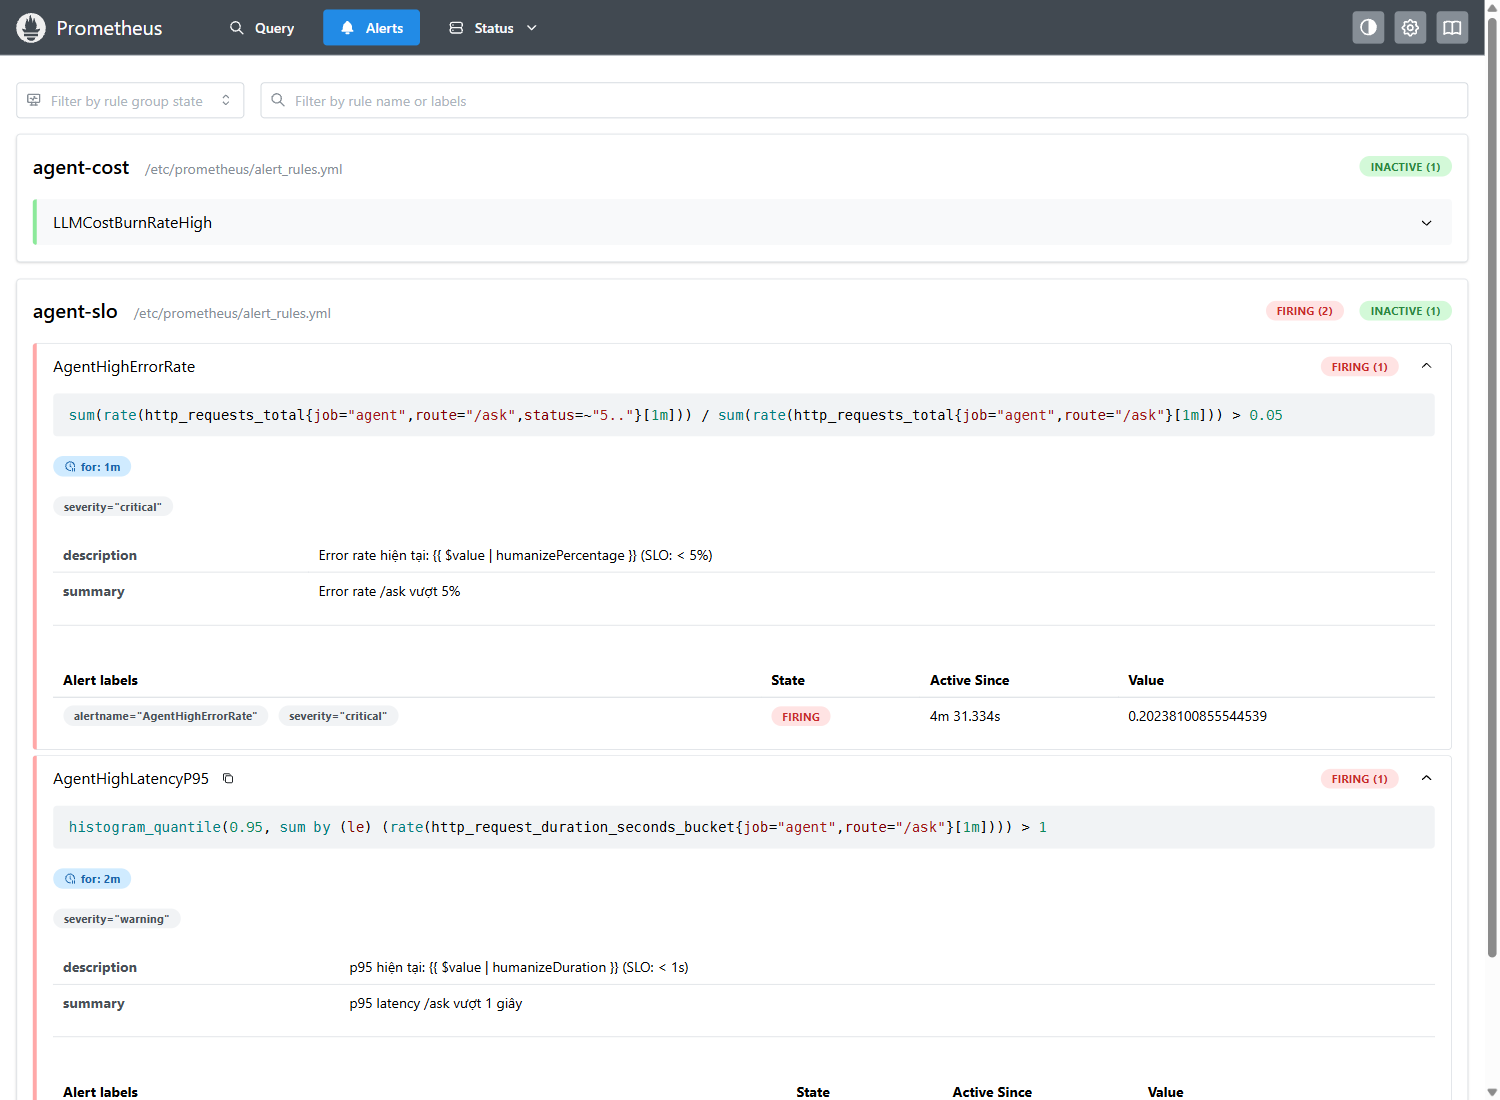 Prometheus
Query
Alerts
Status
Filter by rule group state
Filter by rule name or labels
agent-cost /etc/prometheus/alert_rules.yml
INACTIVE (1)
LLMCostBurnRateHigh
agent-slo /etc/prometheus/alert_rules.yml
FIRING (2) INACTIVE (1)
AgentHighErrorRate
FIRING (1)
sum(rate(http_requests_total{job="agent",route="/ask",status=~"5.."}[1m])) / sum(rate(http_requests_total{job="agent",route="/ask"}[1m])) > 0.05
for: 1m
severity="critical"
description Error rate hiện tại: {{ $value | humanizePercentage }} (SLO: < 5%)
summary Error rate /ask vượt 5%
Alert labels State Active Since Value
alertname="AgentHighErrorRate" severity="critical" FIRING 4m 31.334s 0.20238100855544539
AgentHighLatencyP95
FIRING (1)
histogram_quantile(0.95, sum by (le) (rate(http_request_duration_seconds_bucket{job="agent",route="/ask"}[1m]))) > 1
for: 2m
severity="warning"
description p95 hiện tại: {{ $value | humanizeDuration }} (SLO: < 1s)
summary p95 latency /ask vượt 1 giây
Alert labels State Active Since Value